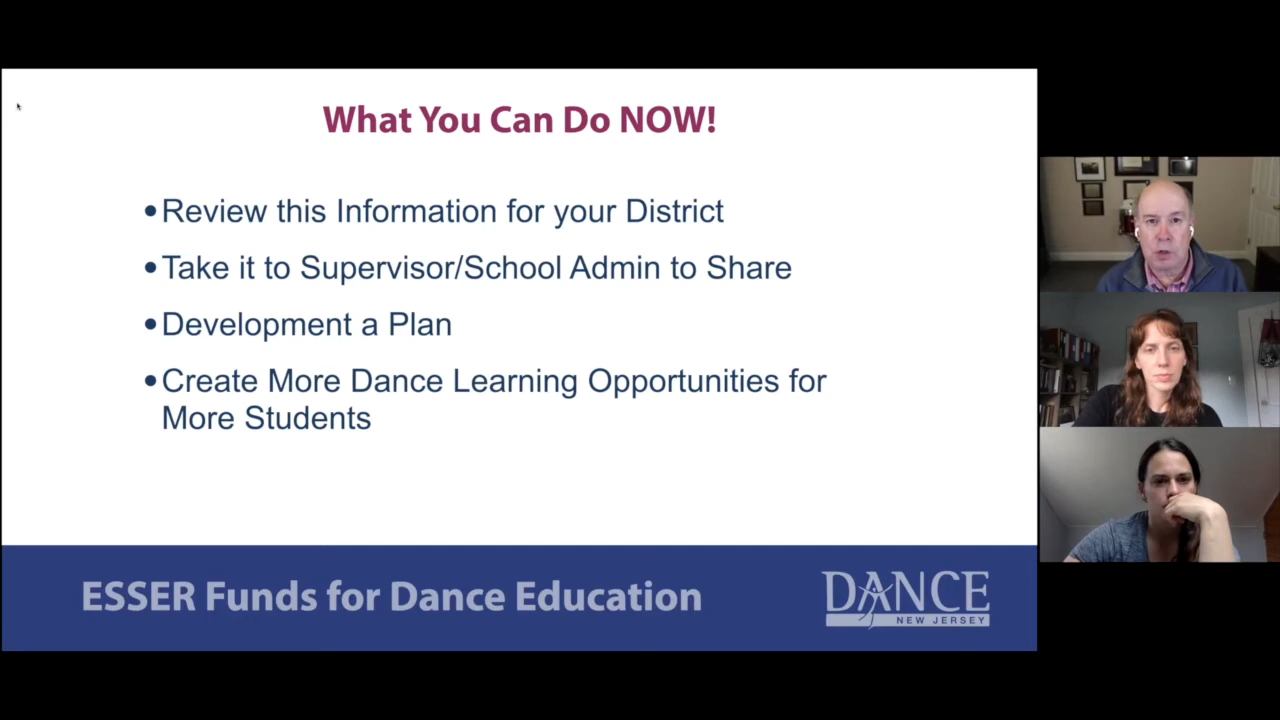 What You Can Do NOW!
•Review this Information for your District
•Take it to Supervisor/School Admin to Share
•Development a Plan
•Create More Dance Learning Opportunities for
More Students
ESSER Funds for Dance Education
DANCE
NEW JERSEY